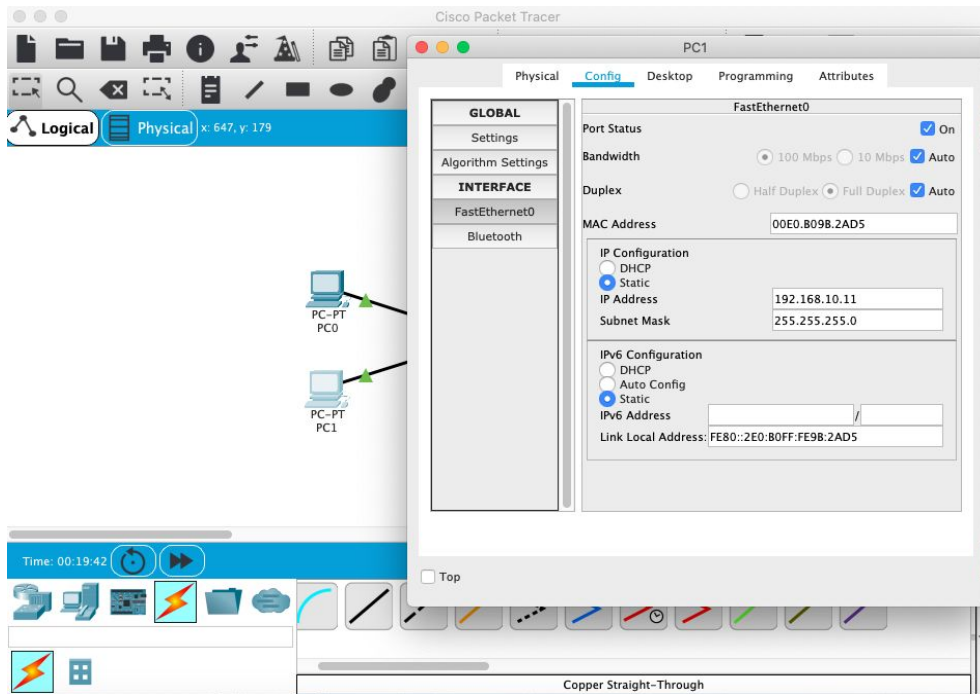 Cisco Packet Tracer
Logical
Physical
x: 647, y: 179
PC-PT
PC0
PC-PT
PC1
Time: 00:19:42
PC1
Physical
Config
Desktop
Programming
Attributes
GLOBAL
Settings
Algorithm Settings
INTERFACE
FastEthernet0
Bluetooth
FastEthernet0
Port Status
On
Bandwidth
100 Mbps
10 Mbps
Auto
Duplex
Half Duplex
Full Duplex
Auto
MAC Address
00E0.B09B.2AD5
IP Configuration
DHCP
Static
IP Address
192.168.10.11
Subnet Mask
255.255.255.0
IPv6 Configuration
DHCP
Auto Config
Static
IPv6 Address
/
Link Local Address:
FE80::2E0:B0FF:FE9B:2AD5
Top
Copper Straight-Through